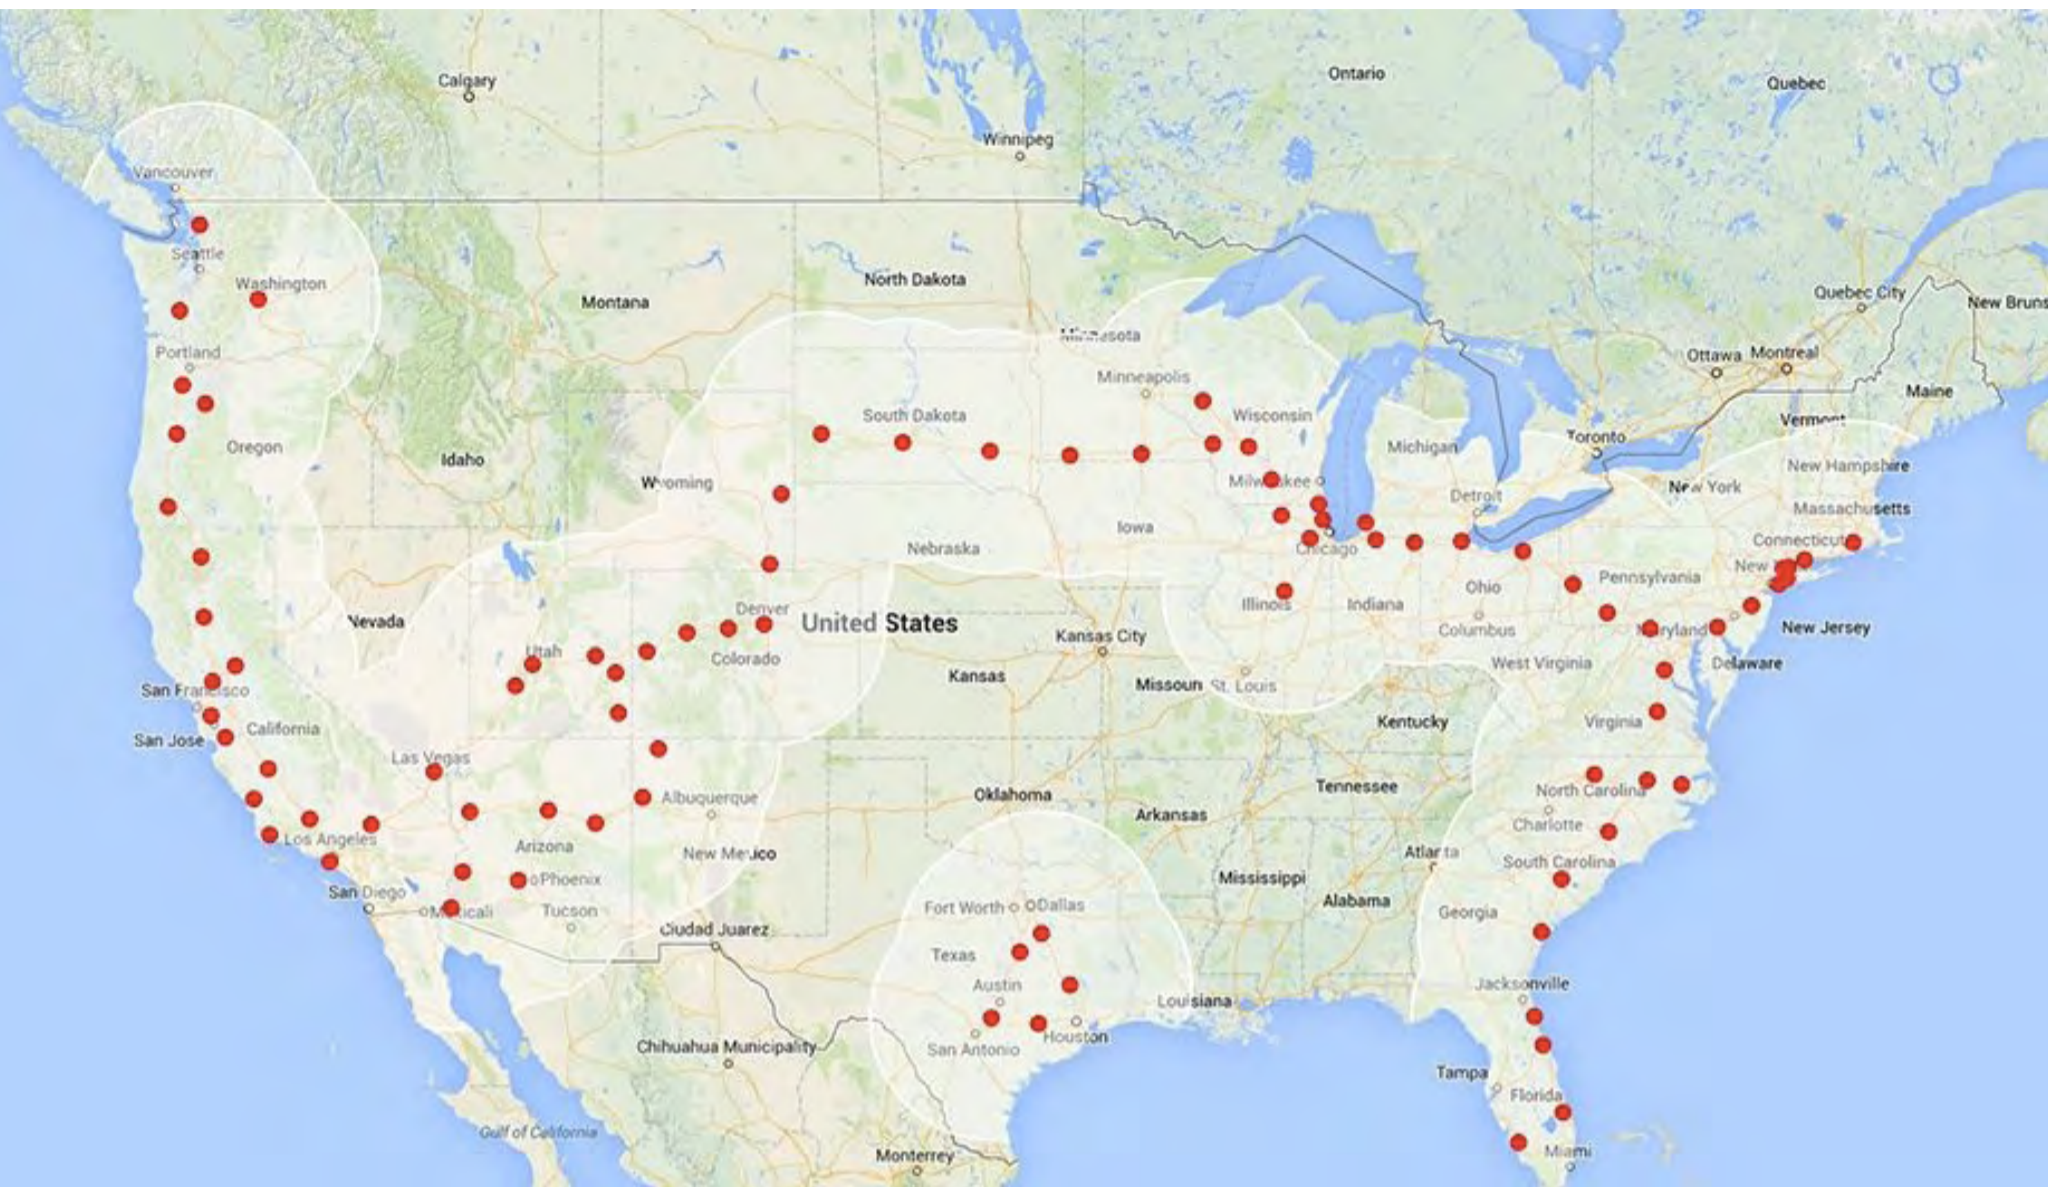 Calgary
Ontario
Quebec
Winnipeg
Vancouver
Seattle
Washington
Montana
North Dakota
Minnesota
Quebec City
New Bruns
Portland
Minneapolis
Ottawa
Montreal
Maine
South Dakota
Wisconsin
Vermont
Oregon
Idaho
Michigan
Toronto
New Hampshire
Wyoming
Milwaukee
Detroit
New York
Massachusetts
Iowa
Nebraska
Chicago
Connecticut
New
Pennsylvania
Ohio
Denver
Illinois
Indiana
Nevada
United States
Kansas City
Columbus
Maryland
New Jersey
Utah
Colorado
West Virginia
Delaware
San Francisco
Kansas
Missouri
St. Louis
California
Kentucky
Virginia
San Jose
Las Vegas
Albuquerque
Oklahoma
Tennessee
North Carolina
Arkansas
Charlotte
Los Angeles
Arizona
New Mexico
Atlanta
South Carolina
San Diego
Phoenix
Mississippi
Mexicali
Tucson
Fort Worth
Dallas
Alabama
Georgia
Ciudad Juarez
Texas
Austin
Jacksonville
Louisiana
Houston
San Antonio
Chihuahua Municipality
Tampa
Florida
Gulf of California
Monterrey
Miami